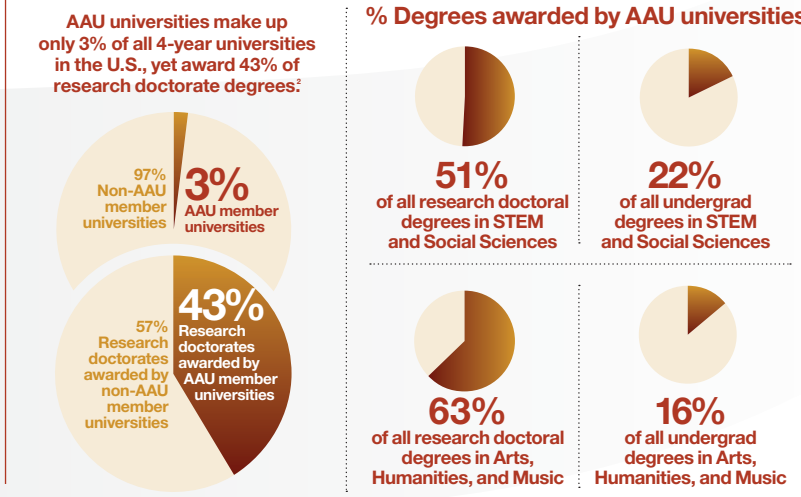 AAU universities make up
only 3% of all 4-year universities
in the U.S., yet award 43% of
research doctorate degrees.²
97%
Non-AAU
member
universities
3%
AAU member
universities
57%
Research
doctorates
awarded by
non-AAU
member
universities
43%
Research
doctorates
awarded by
AAU member
universities
% Degrees awarded by AAU universities
51%
of all research doctoral
degrees in STEM
and Social Sciences
22%
of all undergrad
degrees in STEM
and Social Sciences
63%
of all research doctoral
degrees in Arts,
Humanities, and Music
16%
of all undergrad
degrees in Arts,
Humanities, and Music